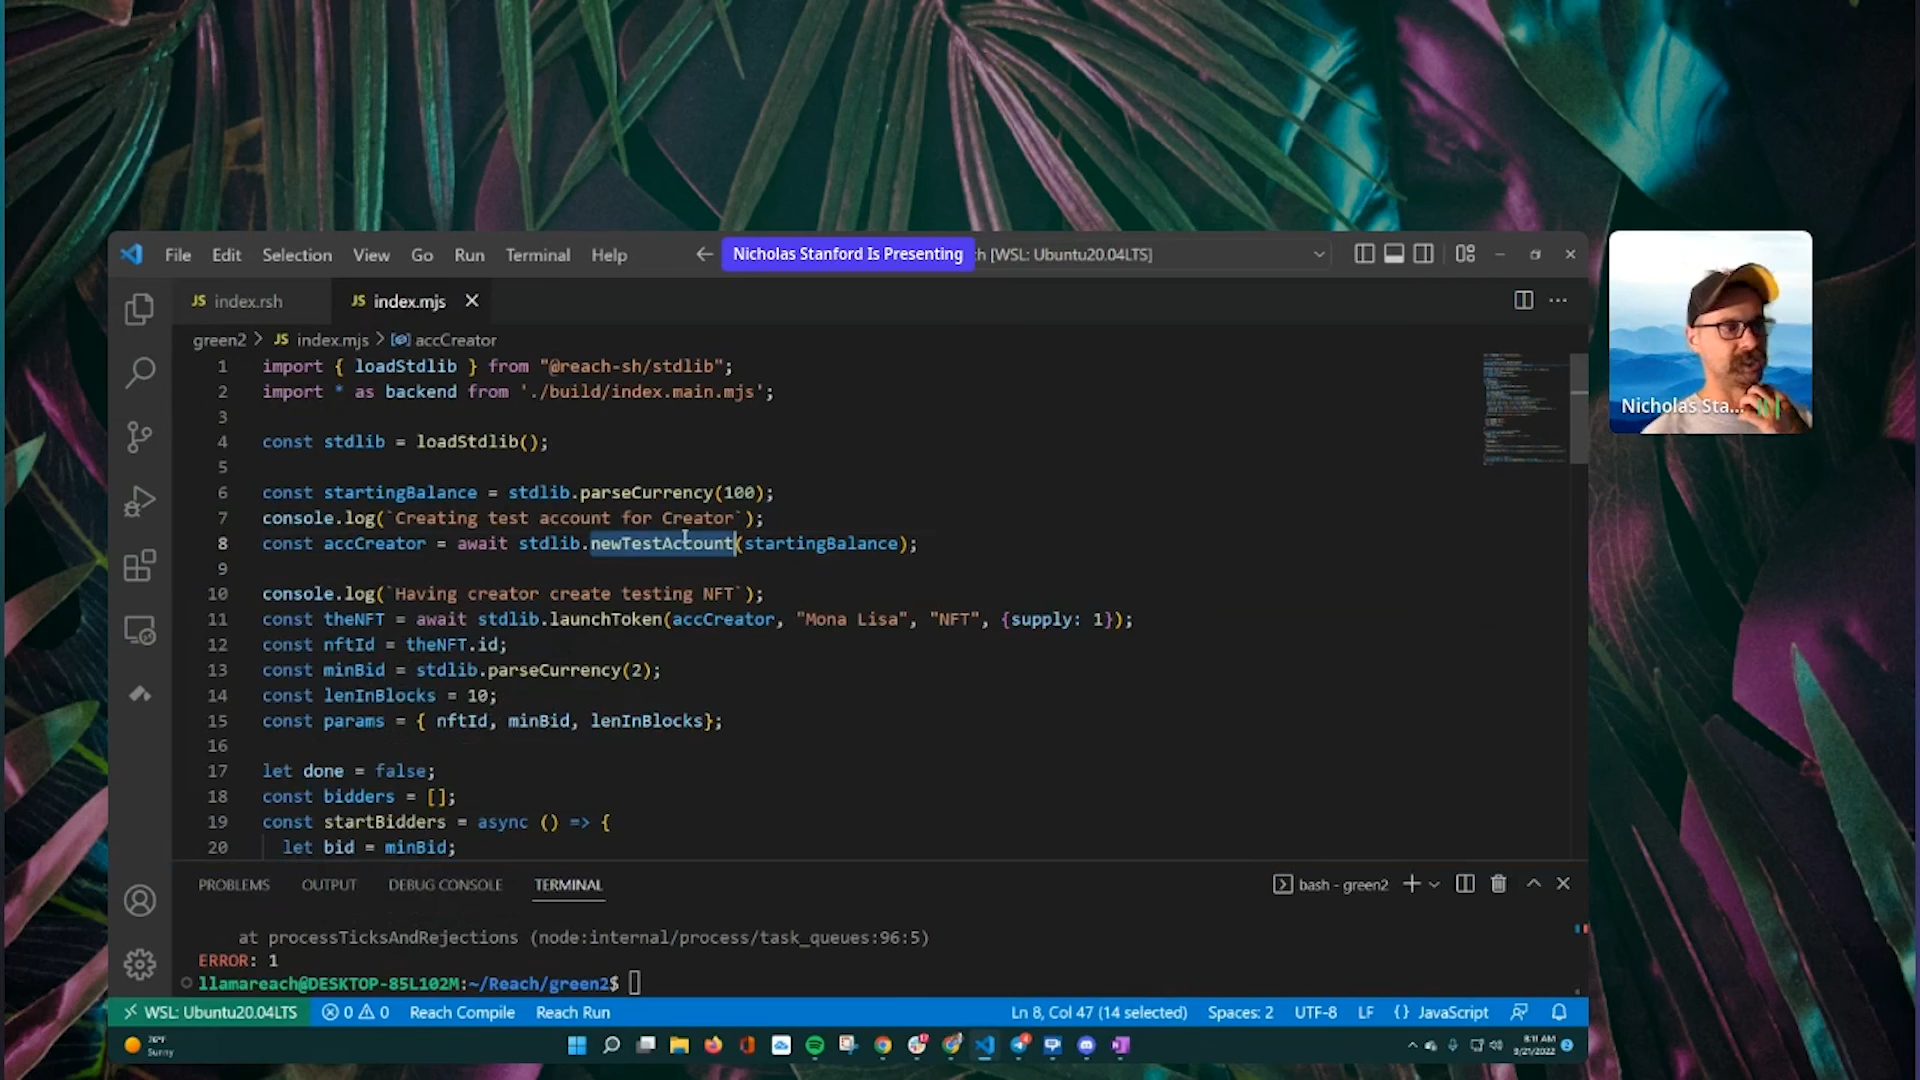 File Edit Selection View Go Run Terminal Help
Nicholas Stanford Is Presenting
h [WSL: Ubuntu20.04LTS]
JS index.rsh
JS index.mjs
green2 > JS index.mjs > accCreator
1 import { loadStdlib } from "@reach-sh/stdlib";
2 import * as backend from './build/index.main.mjs';
3
4 const stdlib = loadStdlib();
5
6 const startingBalance = stdlib.parseCurrency(100);
7 console.log(`Creating test account for Creator`);
8 const accCreator = await stdlib.newTestAccount(startingBalance);
9
10 console.log(`Having creator create testing NFT`);
11 const theNFT = await stdlib.launchToken(accCreator, "Mona Lisa", "NFT", {supply: 1});
12 const nftId = theNFT.id;
13 const minBid = stdlib.parseCurrency(2);
14 const lenInBlocks = 10;
15 const params = { nftId, minBid, lenInBlocks};
16
17 let done = false;
18 const bidders = [];
19 const startBidders = async () => {
20 let bid = minBid;
Nicholas Sta...
PROBLEMS OUTPUT DEBUG CONSOLE TERMINAL
bash - green2
at processTicksAndRejections (node:internal/process/task_queues:96:5)
ERROR: 1
llamareach@DESKTOP-85L102M:~/Reach/green2$
WSL: Ubuntu20.04LTS 0 0 Reach Compile Reach Run
Ln 8, Col 47 (14 selected) Spaces: 2 UTF-8 LF {} JavaScript
Sunny
8:11 AM
9/21/2022
2